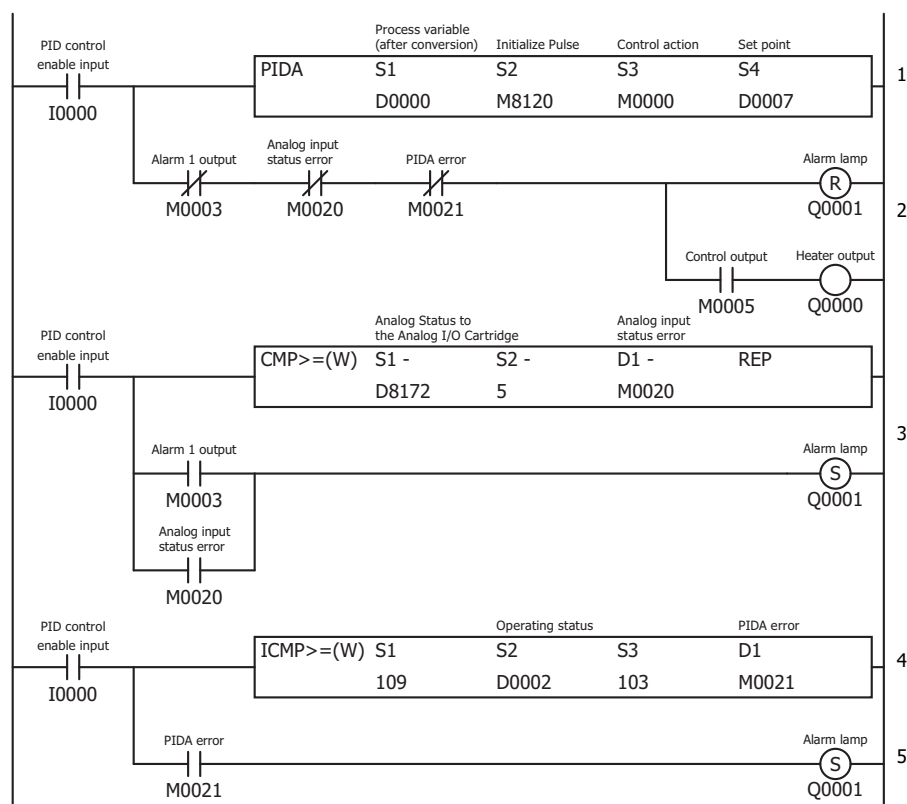 Process variable
(after conversion) Initialize Pulse Control action Set point
PID control
enable input
PIDA S1 S2 S3 S4
D0000 M8120 M0000 D0007
1
I0000
Analog input
status error
Alarm 1 output PIDA error Alarm lamp
R
M0003 M0020 M0021 Q0001
2
Control output Heater output
M0005 Q0000
PID control
enable input
Analog Status to
the Analog I/O Cartridge
Analog input
status error
CMP>=(W) S1 - S2 - D1 - REP
D8172 5 M0020
I0000
3
Alarm 1 output Alarm lamp
S
M0003 Q0001
Analog input
status error
M0020
PID control
enable input
Operating status PIDA error
ICMP>=(W) S1 S2 S3 D1
109 D0002 103 M0021
4
I0000
PIDA error Alarm lamp
S
5
M0021 Q0001